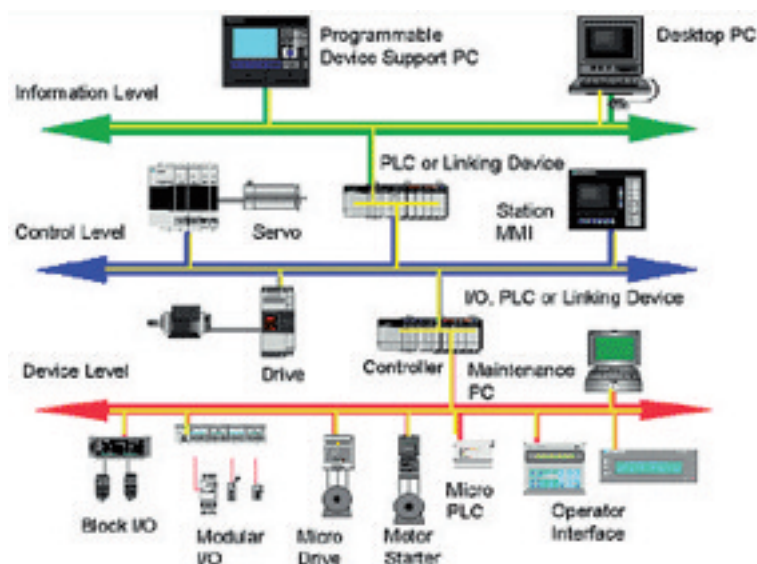 Programmable
Device Support PC
Desktop PC
Information Level
PLC or Linking Device
Servo
Station
MMI
Control Level
I/O, PLC or Linking Device
Drive
Controller
Maintenance
PC
Device Level
Block I/O
Modular
I/O
Micro
Drive
Motor
Starter
Micro
PLC
Operator
Interface